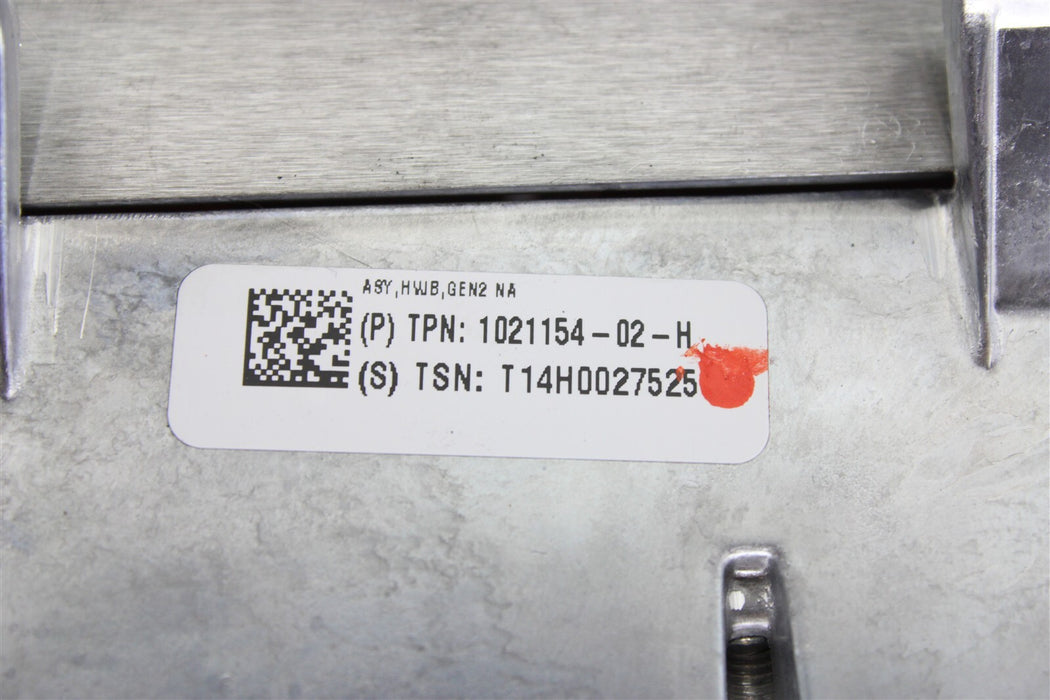 ASY,HWB,GEN2 NA
(P) TPN: 1021154-02-H
(S) TSN: T14H0027525